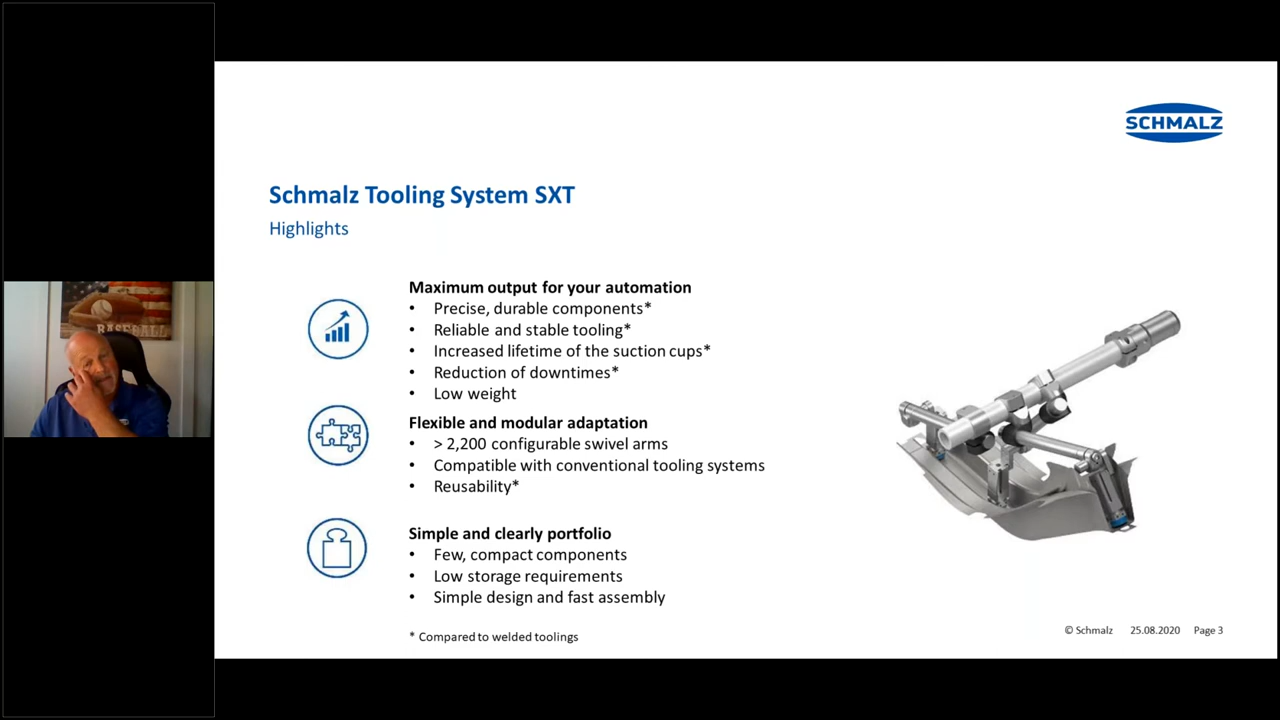 SCHMALZ
Schmalz Tooling System SXT
Highlights
Maximum output for your automation
• Precise, durable components*
• Reliable and stable tooling*
• Increased lifetime of the suction cups*
• Reduction of downtimes*
• Low weight
Flexible and modular adaptation
• > 2,200 configurable swivel arms
• Compatible with conventional tooling systems
• Reusability*
Simple and clearly portfolio
• Few, compact components
• Low storage requirements
• Simple design and fast assembly
* Compared to welded toolings
© Schmalz 25.08.2020 Page 3
BASEBALL